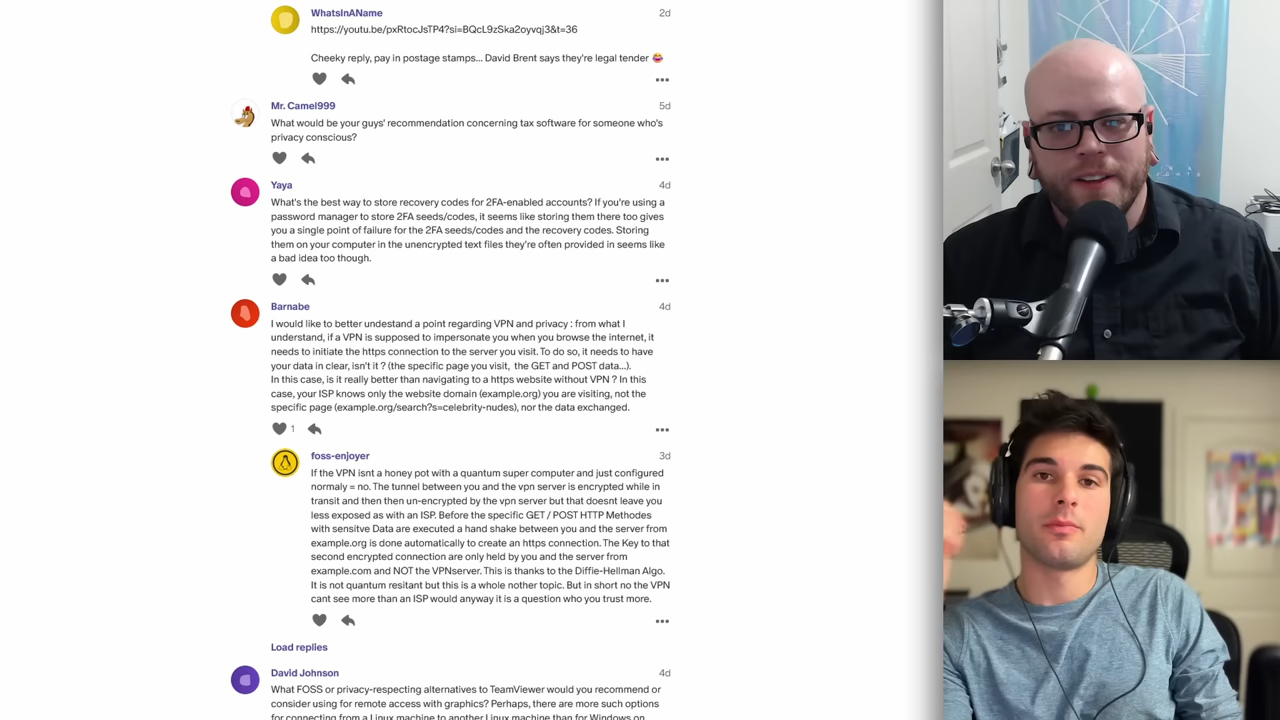 WhatsInAName 2d
https://youtu.be/pxRtocJsTP4?si=BQcL9zSka2oyvqj3&t=36
Cheeky reply, pay in postage stamps... David Brent says they're legal tender 😂
Mr. Camel999 5d
What would be your guys' recommendation concerning tax software for someone who's
privacy conscious?
Yaya 4d
What's the best way to store recovery codes for 2FA-enabled accounts? If you're using a
password manager to store 2FA seeds/codes, it seems like storing them there too gives
you a single point of failure for the 2FA seeds/codes and the recovery codes. Storing
them on your computer in the unencrypted text files they're often provided in seems like
a bad idea too though.
Barnabe 4d
I would like to better undestand a point regarding VPN and privacy : from what I
understand, if a VPN is supposed to impersonate you when you browse the internet, it
needs to initiate the https connection to the server you visit. To do so, it needs to have
your data in clear, isn't it ? (the specific page you visit, the GET and POST data...).
In this case, is it really better than navigating to a https website without VPN ? In this
case, your ISP knows only the website domain (example.org) you are visiting, not the
specific page (example.org/search?s=celebrity-nudes), nor the data exchanged.
1
foss-enjoyer 3d
If the VPN isnt a honey pot with a quantum super computer and just configured
normaly = no. The tunnel between you and the vpn server is encrypted while in
transit and then then un-encrypted by the vpn server but that doesnt leave you
less exposed as with an ISP. Before the specific GET / POST HTTP Methodes
with sensitve Data are executed a hand shake between you and the server from
example.org is done automatically to create an https connection. The Key to that
second encrypted connection are only held by you and the server from
example.com and NOT the VPNserver. This is thanks to the Diffie-Hellman Algo.
It is not quantum resitant but this is a whole nother topic. But in short no the VPN
cant see more than an ISP would anyway it is a question who you trust more.
Load replies
David Johnson 4d
What FOSS or privacy-respecting alternatives to TeamViewer would you recommend or
consider using for remote access with graphics? Perhaps, there are more such options
for connecting from a Linux machine to another Linux machine than for Windows on